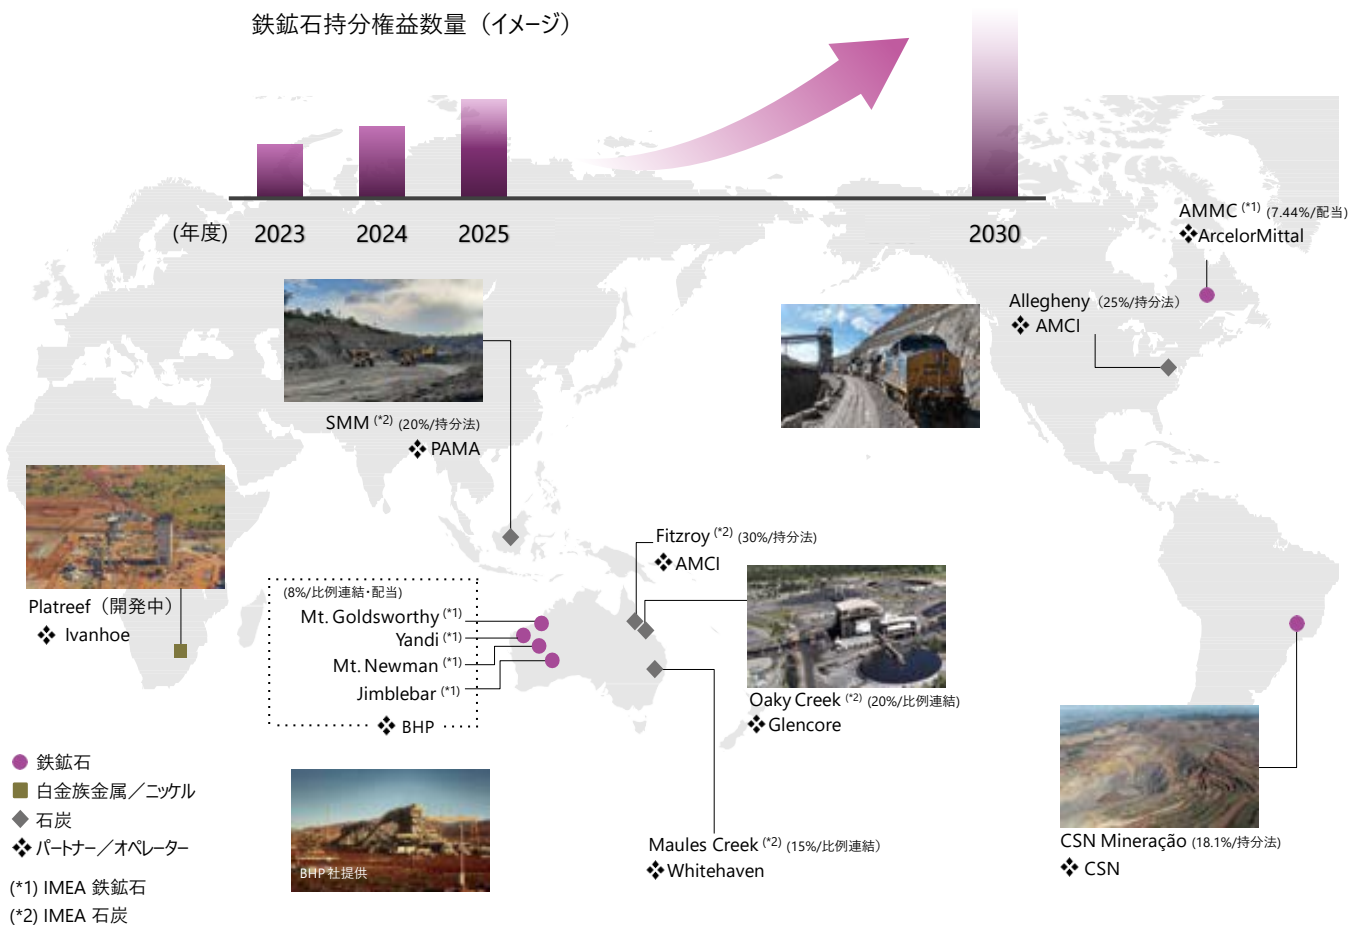 鉄鉱石持分権益数量（イメージ）
(年度)
2023
2024
2025
2030
AMMC (*1) (7.44%/配当)
❖ArcelorMittal
Allegheny（25%/持分法）
❖ AMCI
SMM (*2) (20%/持分法)
❖ PAMA
Platreef（開発中）
❖ Ivanhoe
Fitzroy (*2) (30%/持分法)
❖AMCI
(8%/比例連結・配当)
Mt. Goldsworthy (*1)
Yandi (*1)
Mt. Newman (*1)
Jimblebar (*1)
❖ BHP
Oaky Creek (*2) (20%/比例連結)
❖Glencore
Maules Creek (*2) (15%/比例連結）
❖Whitehaven
CSN Mineração (18.1%/持分法)
❖ CSN
BHP社提供
鉄鉱石
白金族金属／ニッケル
石炭
❖パートナー／オペレーター
(*1) IMEA 鉄鉱石
(*2) IMEA 石炭